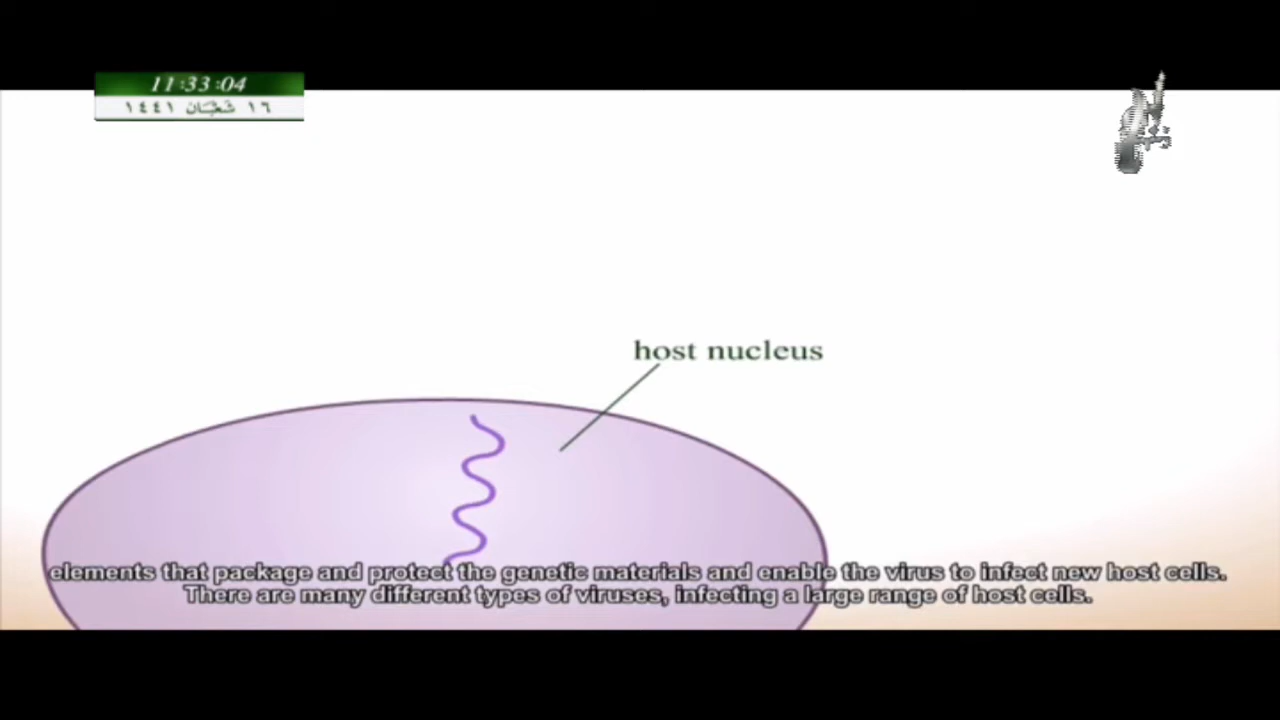 11:33:04
١٦ شَعْبَان ١٤٤١
host nucleus
elements that package and protect the genetic materials and enable the virus to infect new host cells.
There are many different types of viruses, infecting a large range of host cells.